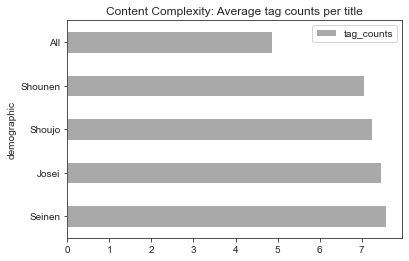 Content Complexity: Average tag counts per title
tag_counts
demographic
All
Shounen
Shoujo
Josei
Seinen
0 1 2 3 4 5 6 7